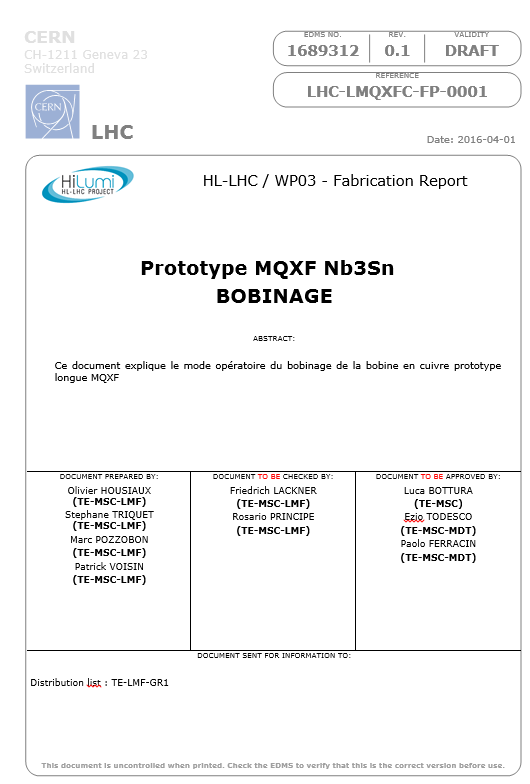 CERN
CH-1211 Geneva 23
Switzerland
EDMS NO.
REV.
VALIDITY
1689312
0.1
DRAFT
REFERENCE
LHC-LMQXFC-FP-0001
CERN
LHC
Date: 2016-04-01
HiLumi
HL-LHC PROJECT
HL-LHC / WP03 - Fabrication Report
Prototype MQXF Nb3Sn
BOBINAGE
ABSTRACT:
Ce document explique le mode opératoire du bobinage de la bobine en cuivre prototype
longue MQXF
DOCUMENT PREPARED BY:
Olivier HOUSIAUX
(TE-MSC-LMF)
Stephane TRIQUET
(TE-MSC-LMF)
Marc POZZOBON
(TE-MSC-LMF)
Patrick VOISIN
(TE-MSC-LMF)
DOCUMENT TO BE CHECKED BY:
Friedrich LACKNER
(TE-MSC-LMF)
Rosario PRINCIPE
(TE-MSC-LMF)
DOCUMENT TO BE APPROVED BY:
Luca BOTTURA
(TE-MSC)
Ezio TODESCO
(TE-MSC-MDT)
Paolo FERRACIN
(TE-MSC-MDT)
DOCUMENT SENT FOR INFORMATION TO:
Distribution list : TE-LMF-GR1
This document is uncontrolled when printed. Check the EDMS to verify that this is the correct version before use.